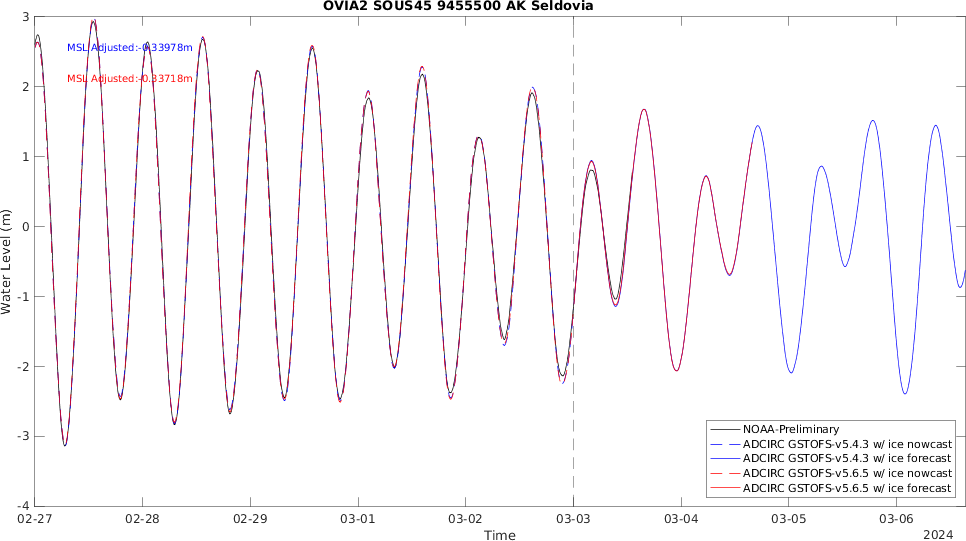 OVIA2 SOUS45 9455500 AK Seldovia
3
2
1
0
-1
-2
-3
-4
Water Level (m)
MSL Adjusted:-0.33978m
MSL Adjusted:-0.33718m
NOAA-Preliminary
ADCIRC GSTOFS-v5.4.3 w/ ice nowcast
ADCIRC GSTOFS-v5.4.3 w/ ice forecast
ADCIRC GSTOFS-v5.6.5 w/ ice nowcast
ADCIRC GSTOFS-v5.6.5 w/ ice forecast
02-27 02-28 02-29 03-01 03-02 03-03 03-04 03-05 03-06
Time
2024